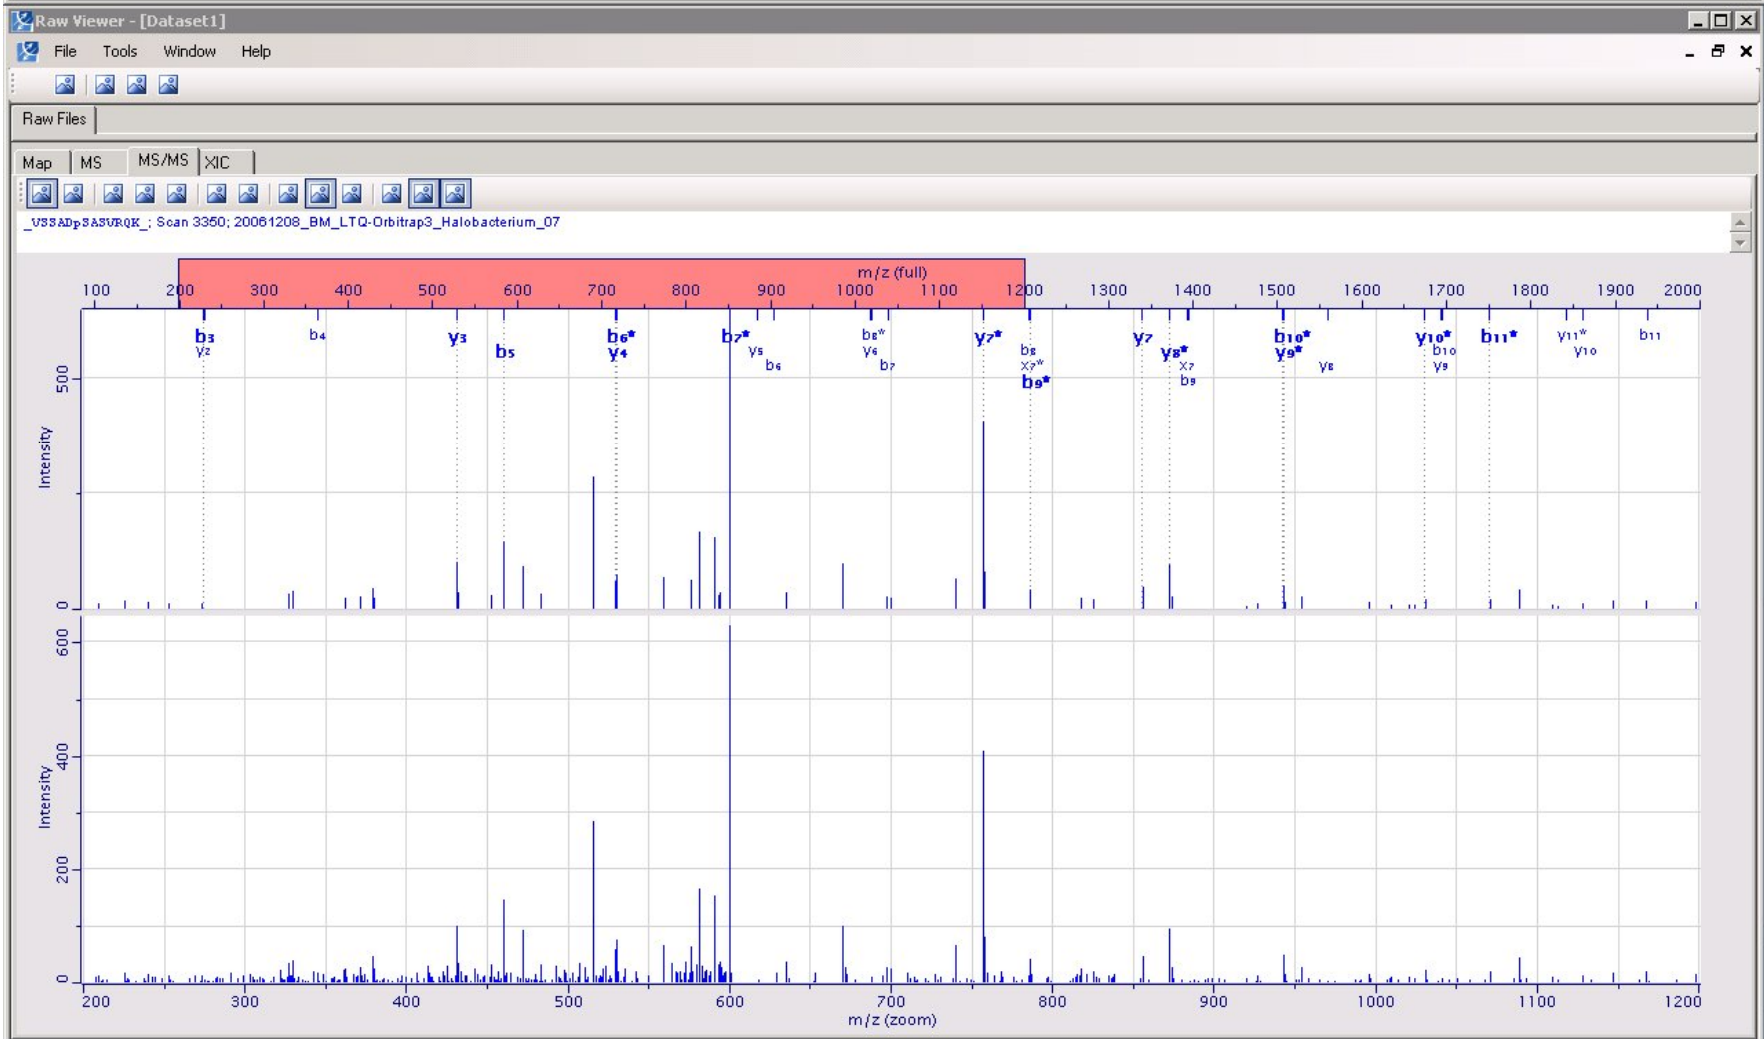 Raw Viewer - [Dataset1]
File Tools Window Help
Raw Files
Map MS MS/MS XIC
_VSSADpSASVRQK_; Scan 3350; 20061208_BM_LTQ-Orbitrap3_Halobacterium_07
m/z (full)
100 200 300 400 500 600 700 800 900 1000 1100 1200 1300 1400 1500 1600 1700 1800 1900 2000
b3 b4 y3 b6* b7* b8* y7* y7 b10* y10* b11* y11* b11
y2 b5 y4 y5 y6 b8 y8* y9* b10 y10
b6 b7 x7* x7 y8 y9
b9* b9
500
Intensity
0
600
400
Intensity
200
0
200 300 400 500 600 700 800 900 1000 1100 1200
m/z (zoom)